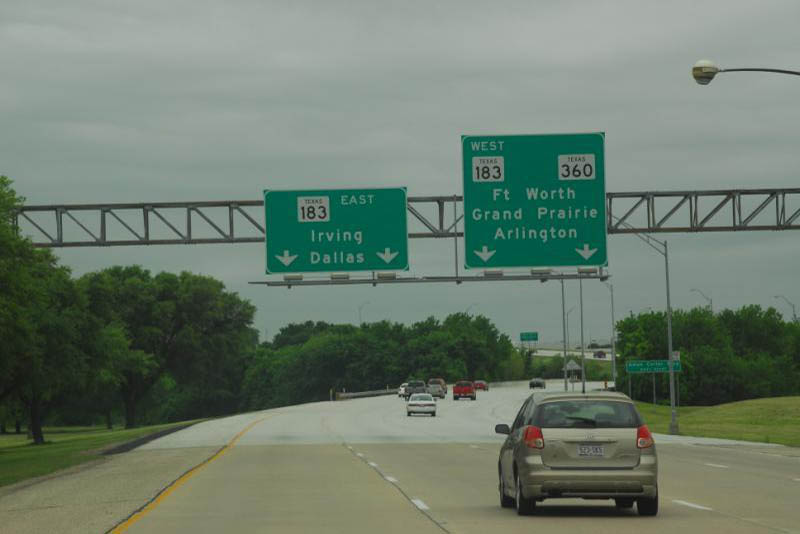 TEXAS
183
EAST
Irving
Dallas
WEST
TEXAS
183
TEXAS
360
Ft Worth
Grand Prairie
Arlington